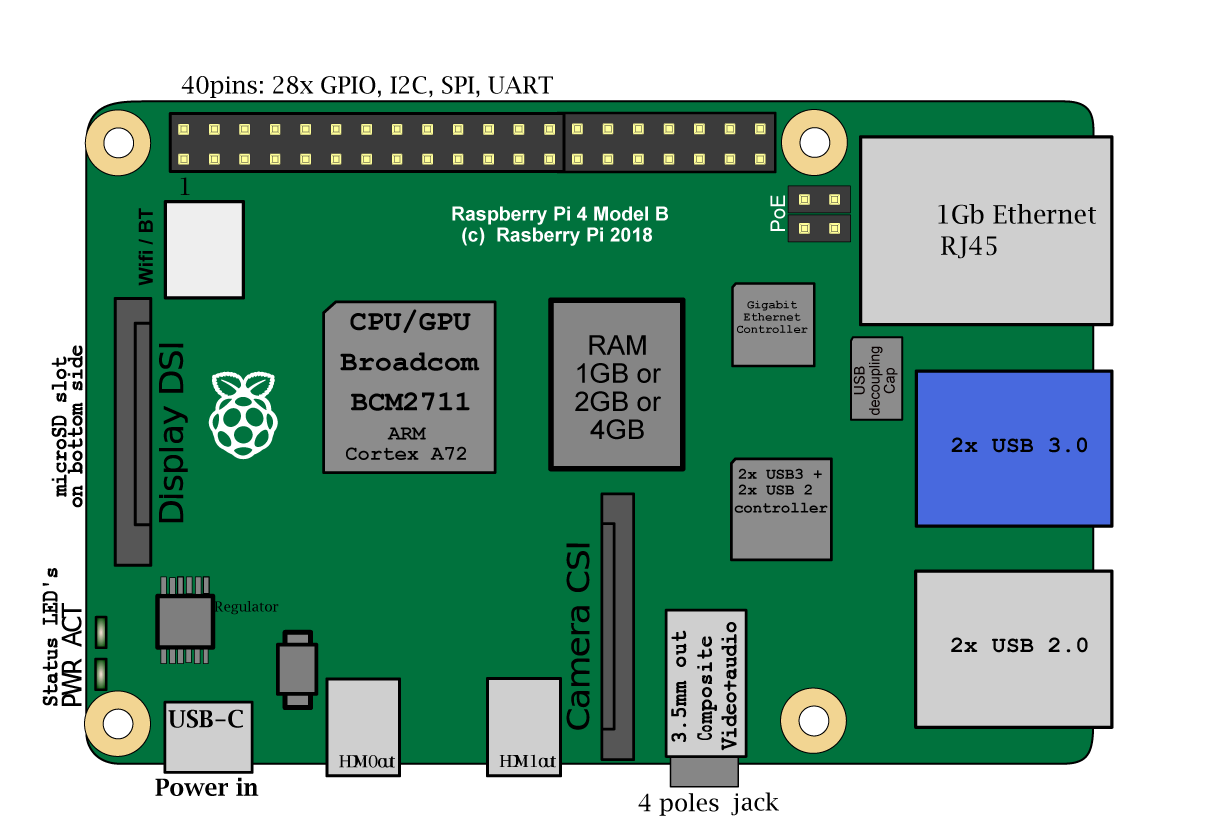 40pins: 28x GPIO, I2C, SPI, UART
1
Wifi / BT
Raspberry Pi 4 Model B
(c)  Rasberry Pi 2018
PoE
1Gb Ethernet
RJ45
Gigabit
Ethernet
Controller
USB
decoupling
Cap
CPU/GPU
Broadcom
BCM2711
ARM
Cortex A72
RAM
1GB or
2GB or
4GB
microSD slot
on bottom side
Display DSI
2x USB 3.0
2x USB3 +
2x USB 2
controller
Status LED's
PWR ACT
Regulator
Camera CSI
3.5mm out
Composite
Video+audio
2x USB 2.0
USB-C
Power in
HDM0out
HDM1out
4 poles jack